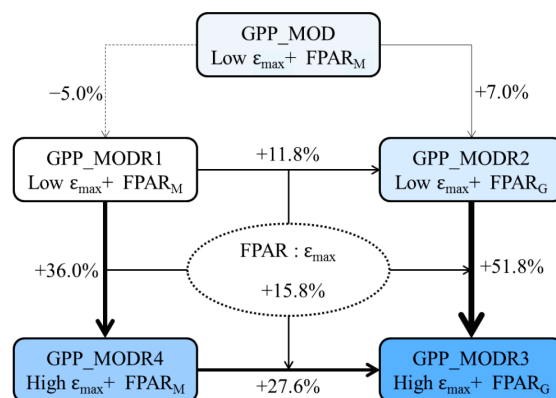 GPP_MOD
Low εmax+ FPARM
−5.0%
+7.0%
GPP_MODR1
Low εmax+ FPARM
+11.8%
GPP_MODR2
Low εmax+ FPARG
FPAR : εmax
+15.8%
+36.0%
+51.8%
GPP_MODR4
High εmax+ FPARM
+27.6%
GPP_MODR3
High εmax+ FPARG